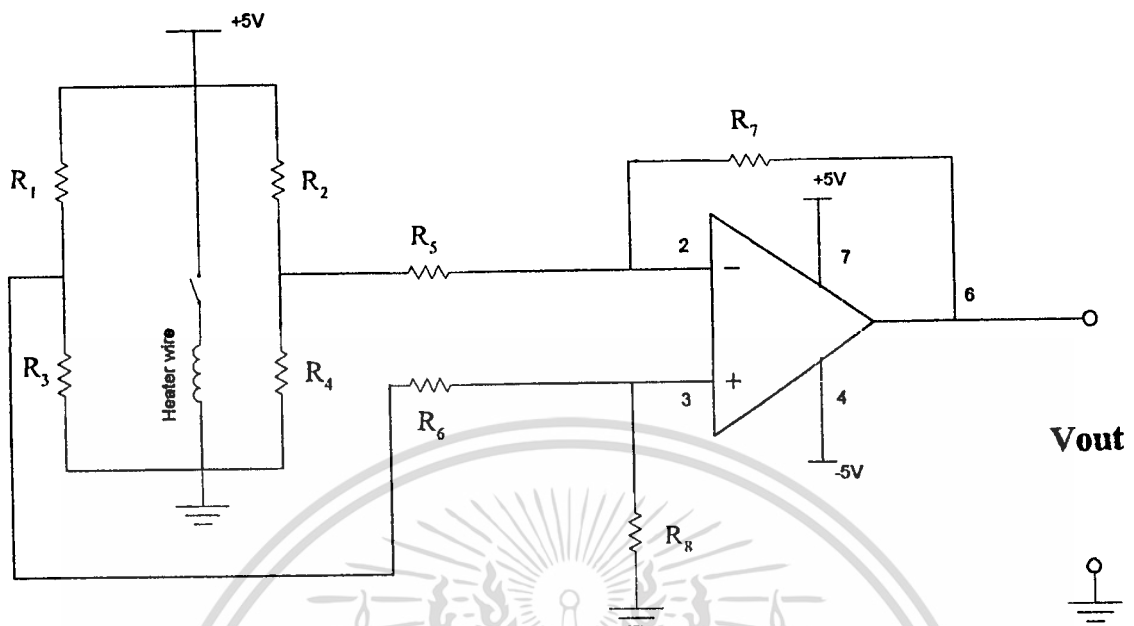 +5V
R1
R2
R3
Heater wire
R4
R5
R6
R7
+5V
2
−
7
6
3
+
4
-5V
R8
Vout